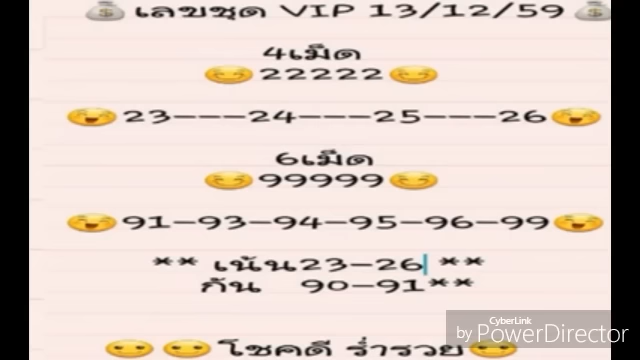 เลขชุด VIP 13/12/59
4เม็ด
22222
23---24---25---26
6เม็ด
99999
91-93-94-95-96-99
** เน้น23-26 **
กัน 90-91**
โชคดี ร่ำรวย
CyberLink
by PowerDirector